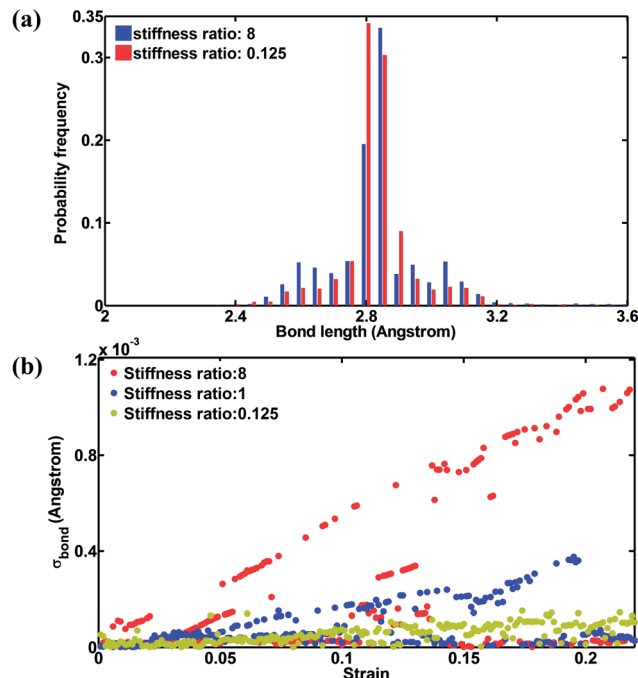 (a)
0.35
0.3
0.2
0.1
0
Probability frequency
stiffness ratio: 8
stiffness ratio: 0.125
2 2.4 2.8 3.2 3.6
Bond length (Angstrom)
(b)
x 10⁻³
1.2
0.8
0.4
0
σbond (Angstrom)
Stiffness ratio:8
Stiffness ratio:1
Stiffness ratio:0.125
0 0.05 0.1 0.15 0.2
Strain